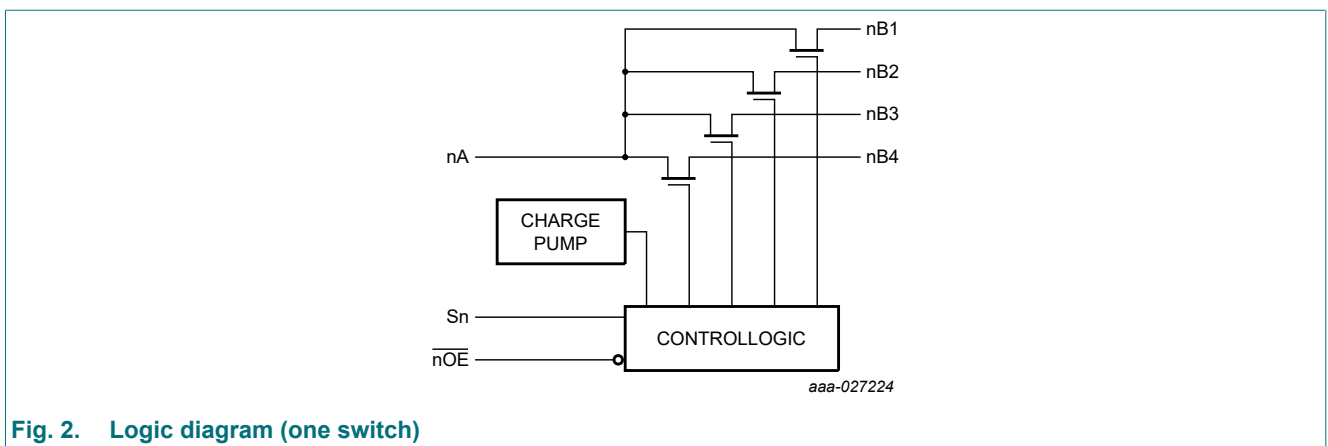 nB1
nB2
nB3
nA
nB4
CHARGE
PUMP
Sn
CONTROLLOGIC
nOE
aaa-027224
Fig. 2. Logic diagram (one switch)